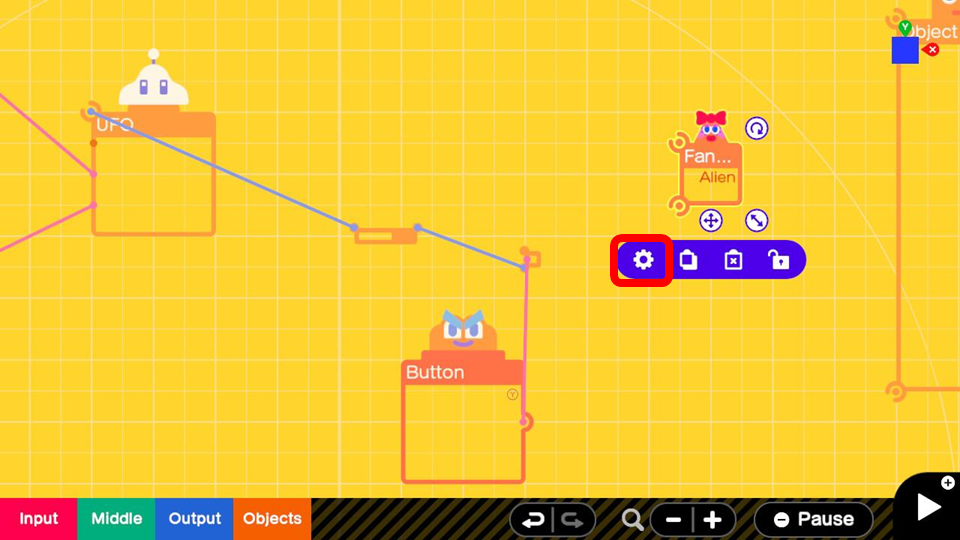 Object
Y
X
UFO
Fan...
Alien
Button
Y
Input
Middle
Output
Objects
Pause